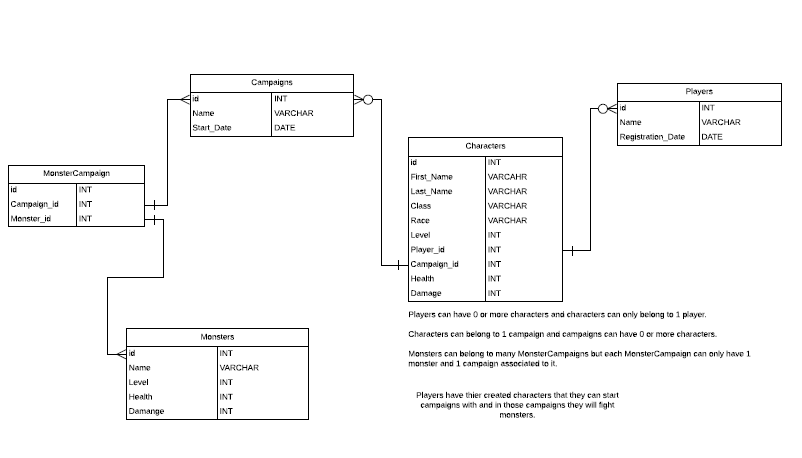 Campaigns
id INT
Name VARCHAR
Start_Date DATE
Players
id INT
Name VARCHAR
Registration_Date DATE
Characters
id INT
First_Name VARCAHR
Last_Name VARCHAR
Class VARCHAR
Race VARCHAR
Level INT
Player_id INT
Campaign_id INT
Health INT
Damage INT
MonsterCampaign
id INT
Campaign_id INT
Monster_id INT
Monsters
id INT
Name VARCHAR
Level INT
Health INT
Damange INT
Players can have 0 or more characters and characters can only belong to 1 player.
Characters can belong to 1 campaign and campaigns can have 0 or more characters.
Monsters can belong to many MonsterCampaigns but each MonsterCampaign can only have 1
monster and 1 campaign associated to it.
Players have thier created characters that they can start
campaigns with and in those campaigns they will fight
monsters.